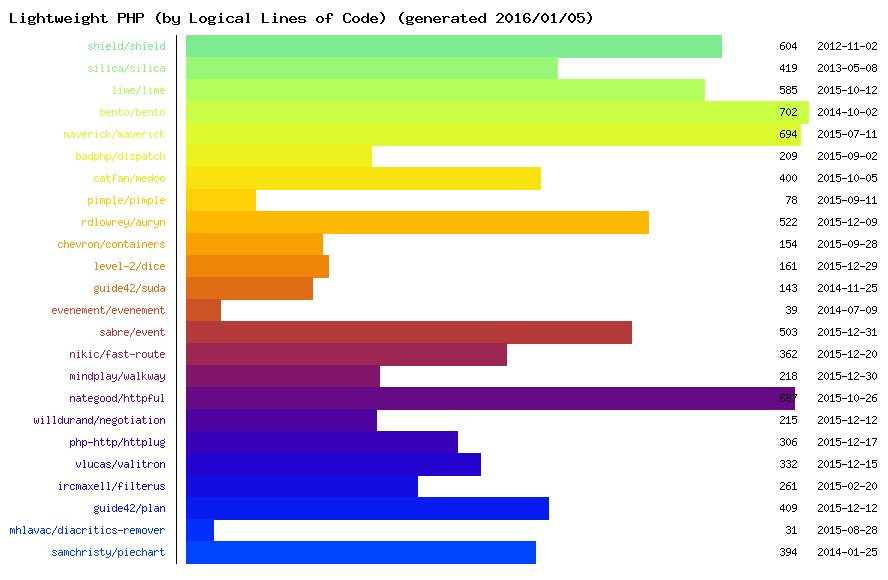 Lightweight PHP (by Logical Lines of Code) (generated 2016/01/05)
shield/shield 604 2012-11-02
silica/silica 419 2013-05-08
lime/lime 585 2015-10-12
bento/bento 702 2014-10-02
maverick/maverick 694 2015-07-11
badphp/dispatch 209 2015-09-02
catfan/medoo 400 2015-10-05
pimple/pimple 78 2015-09-11
rdlowrey/auryn 522 2015-12-09
chevron/containers 154 2015-09-28
level-2/dice 161 2015-12-29
guide42/suda 143 2014-11-25
evenement/evenement 39 2014-07-09
sabre/event 503 2015-12-31
nikic/fast-route 362 2015-12-20
mindplay/walkway 218 2015-12-30
nategood/httpful 687 2015-10-26
willdurand/negotiation 215 2015-12-12
php-http/httplug 306 2015-12-17
vlucas/valitron 332 2015-12-15
ircmaxell/filterus 261 2015-02-20
guide42/plan 409 2015-12-12
mhlavac/diacritics-remover 31 2015-08-28
samchristy/piechart 394 2014-01-25